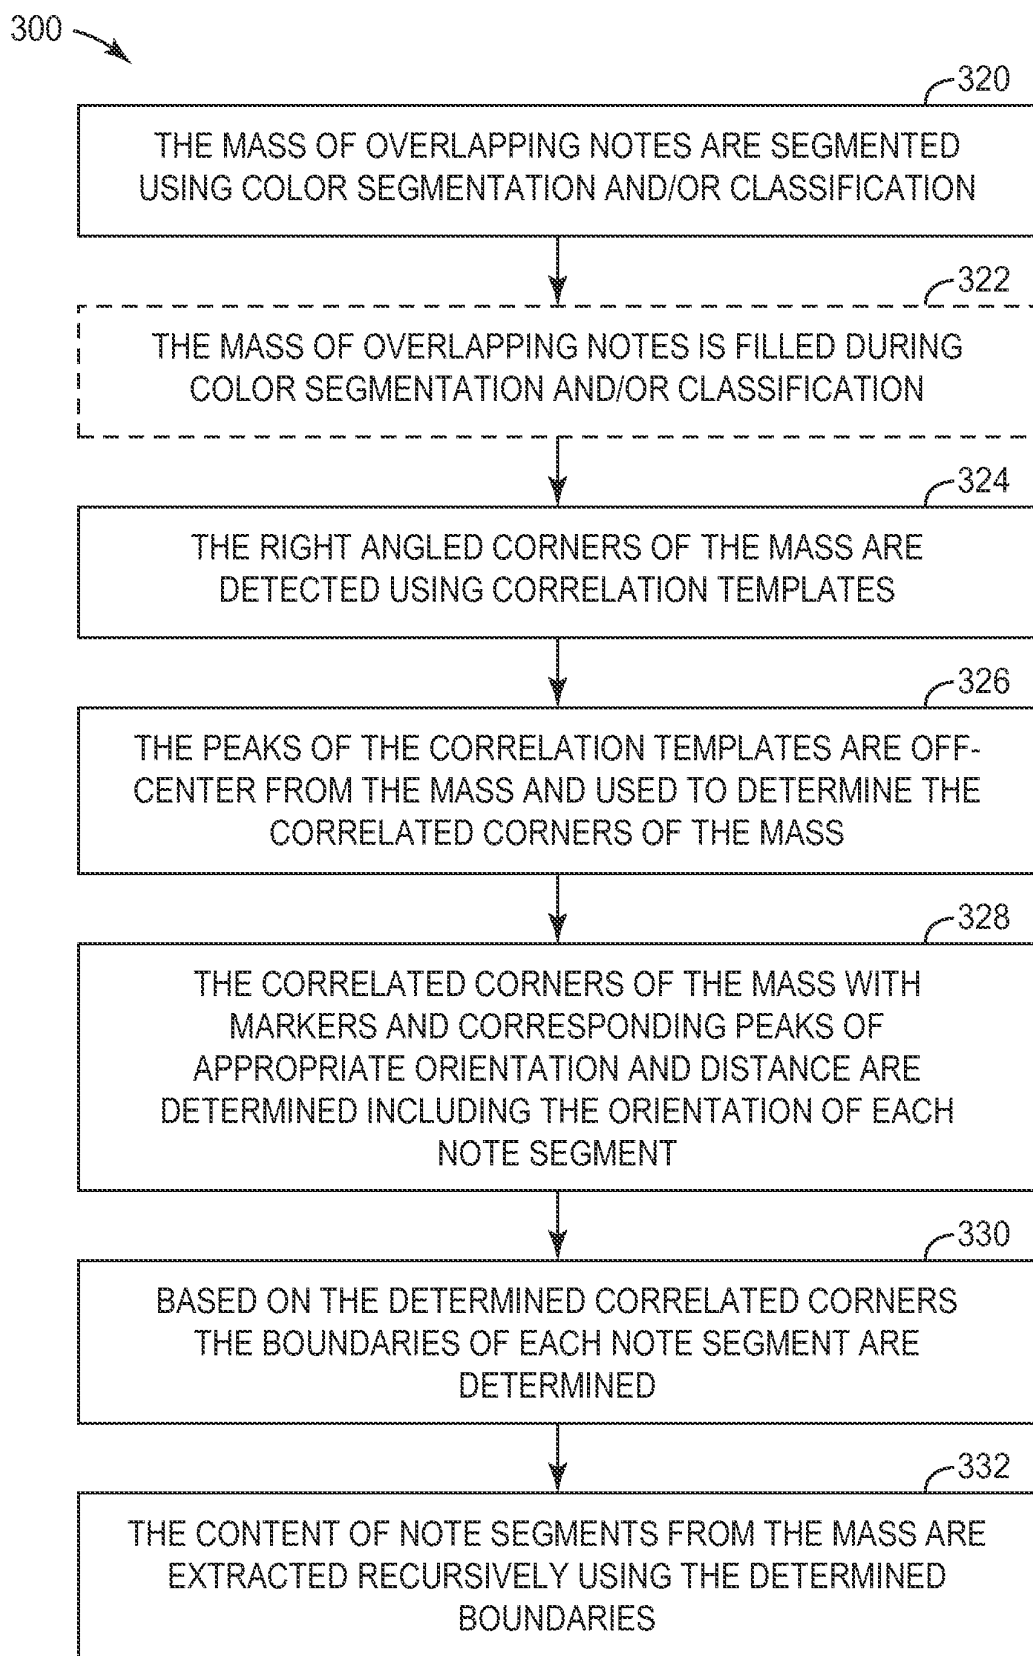 300
320
THE MASS OF OVERLAPPING NOTES ARE SEGMENTED
USING COLOR SEGMENTATION AND/OR CLASSIFICATION
322
THE MASS OF OVERLAPPING NOTES IS FILLED DURING
COLOR SEGMENTATION AND/OR CLASSIFICATION
324
THE RIGHT ANGLED CORNERS OF THE MASS ARE
DETECTED USING CORRELATION TEMPLATES
326
THE PEAKS OF THE CORRELATION TEMPLATES ARE OFF-
CENTER FROM THE MASS AND USED TO DETERMINE THE
CORRELATED CORNERS OF THE MASS
328
THE CORRELATED CORNERS OF THE MASS WITH
MARKERS AND CORRESPONDING PEAKS OF
APPROPRIATE ORIENTATION AND DISTANCE ARE
DETERMINED INCLUDING THE ORIENTATION OF EACH
NOTE SEGMENT
330
BASED ON THE DETERMINED CORRELATED CORNERS
THE BOUNDARIES OF EACH NOTE SEGMENT ARE
DETERMINED
332
THE CONTENT OF NOTE SEGMENTS FROM THE MASS ARE
EXTRACTED RECURSIVELY USING THE DETERMINED
BOUNDARIES